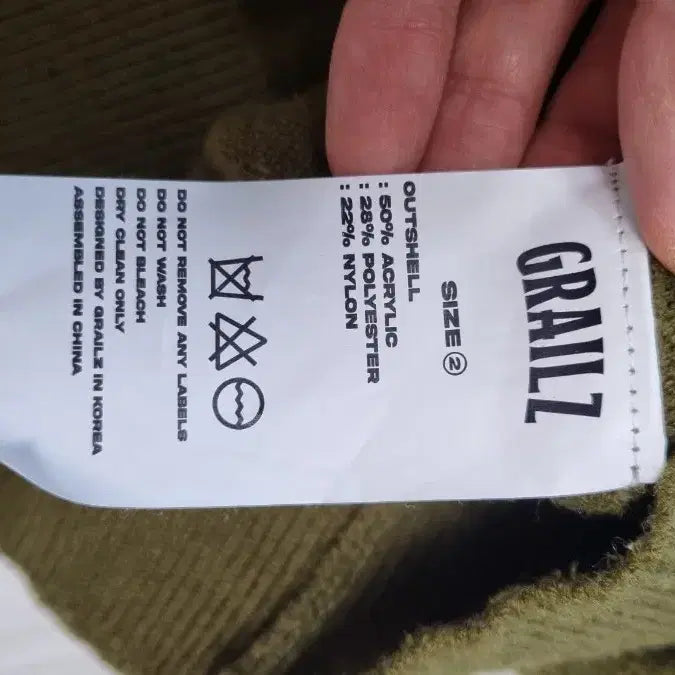 GRAILZ
SIZE ②
OUTSHELL
: 50% ACRYLIC
: 28% POLYESTER
: 22% NYLON
DO NOT REMOVE ANY LABELS
DO NOT WASH
DO NOT BLEACH
DRY CLEAN ONLY
DESIGNED BY GRAILZ IN KOREA
ASSEMBLED IN CHINA